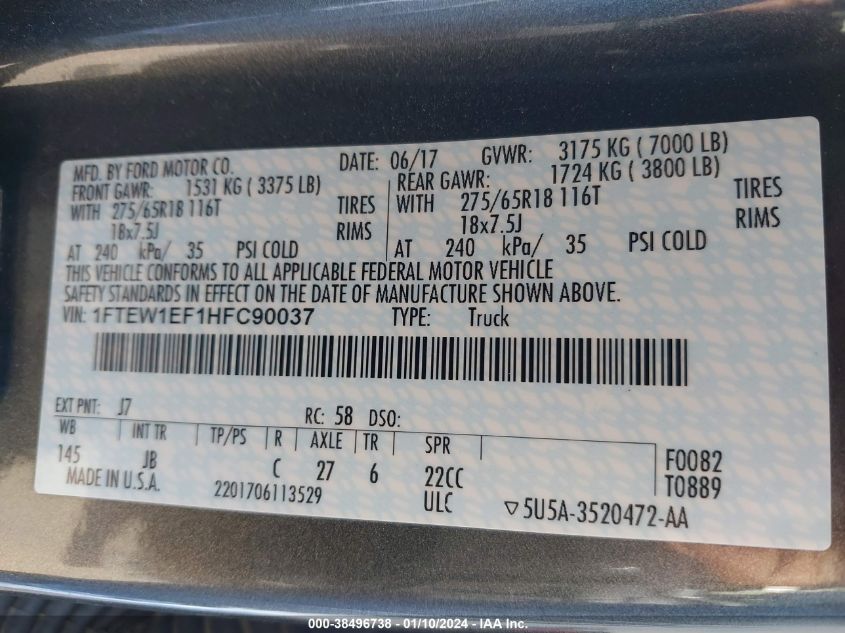 MFD. BY FORD MOTOR CO. DATE: 06/17 GVWR: 3175 KG ( 7000 LB)
FRONT GAWR: 1531 KG ( 3375 LB) REAR GAWR: 1724 KG ( 3800 LB)
WITH 275/65R18 116T TIRES WITH 275/65R18 116T TIRES
18x7.5J RIMS 18x7.5J RIMS
AT 240 kPa/ 35 PSI COLD AT 240 kPa/ 35 PSI COLD
THIS VEHICLE CONFORMS TO ALL APPLICABLE FEDERAL MOTOR VEHICLE
SAFETY STANDARDS IN EFFECT ON THE DATE OF MANUFACTURE SHOWN ABOVE.
VIN: 1FTEW1EF1HFC90037 TYPE: Truck
EXT PNT: J7 RC: 58 DSO:
WB INT TR TP/PS R AXLE TR SPR
145 JB C 27 6 22CC F0082
MADE IN U.S.A. 2201706113529 ULC T0889
▽5U5A-3520472-AA
000-38496738 - 01/10/2024 - IAA Inc.